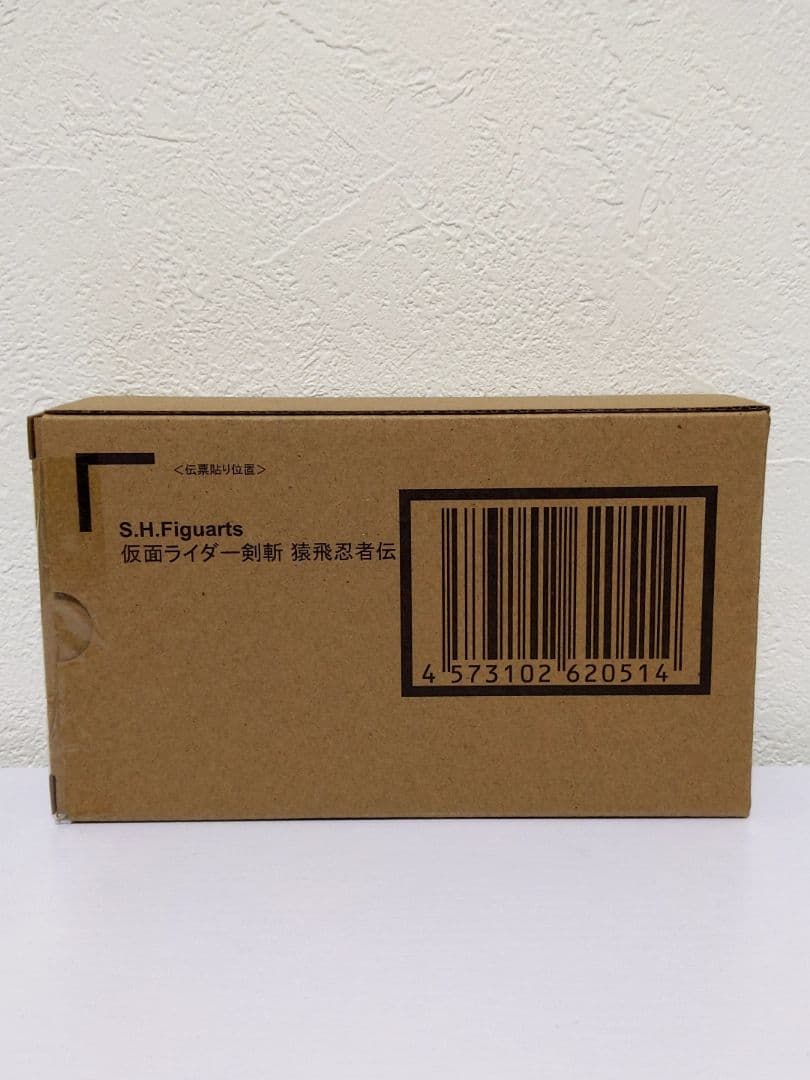 <伝票貼り位置>
S.H.Figuarts
仮面ライダー剣斬 猿飛忍者伝
4 573102 620514